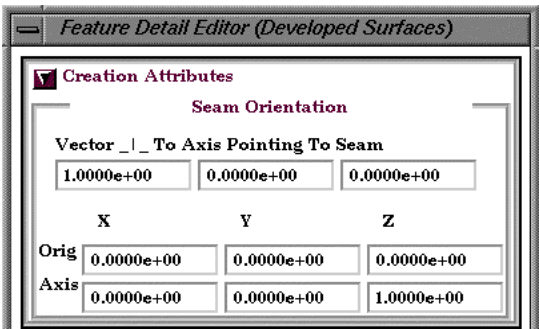 Feature Detail Editor (Developed Surfaces)
Creation Attributes
Seam Orientation
Vector _|_ To Axis Pointing To Seam
1.0000e+00 0.0000e+00 0.0000e+00
X Y Z
Orig 0.0000e+00 0.0000e+00 0.0000e+00
Axis 0.0000e+00 0.0000e+00 1.0000e+00